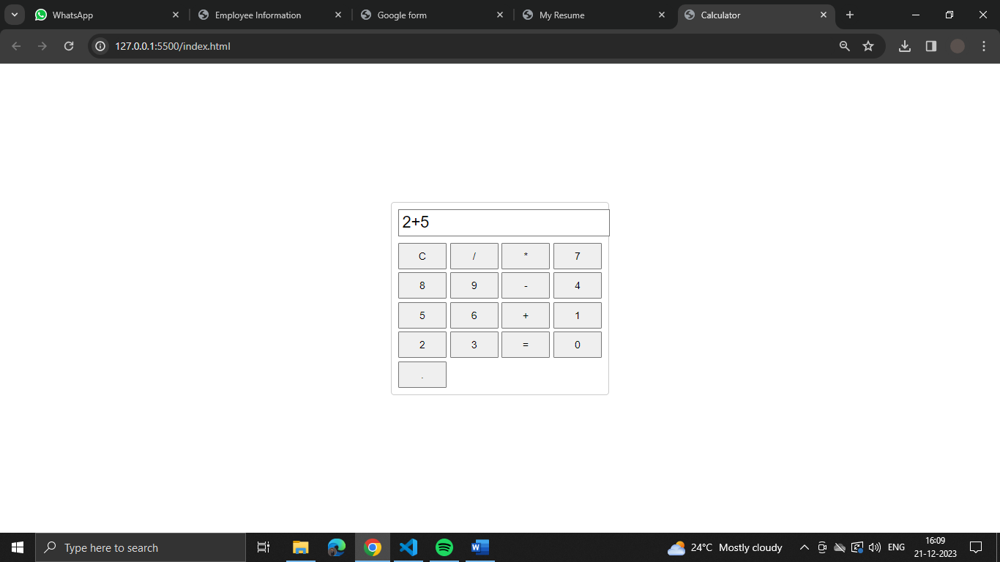 WhatsApp
Employee Information
Google form
My Resume
Calculator
127.0.0.1:5500/index.html
2+5
C / * 7
8 9 - 4
5 6 + 1
2 3 = 0
.
Type here to search
W
24°C Mostly cloudy
ENG
16:09
21-12-2023